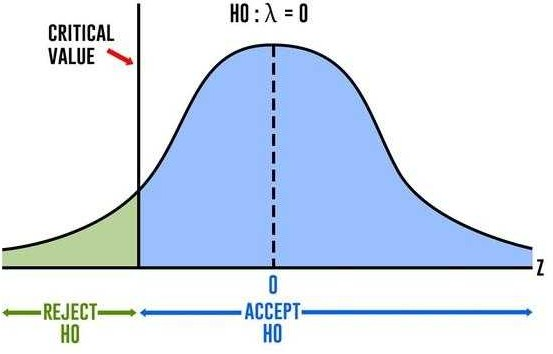 H0 : λ = 0
CRITICAL
VALUE
Z
0
REJECT
H0
ACCEPT
H0